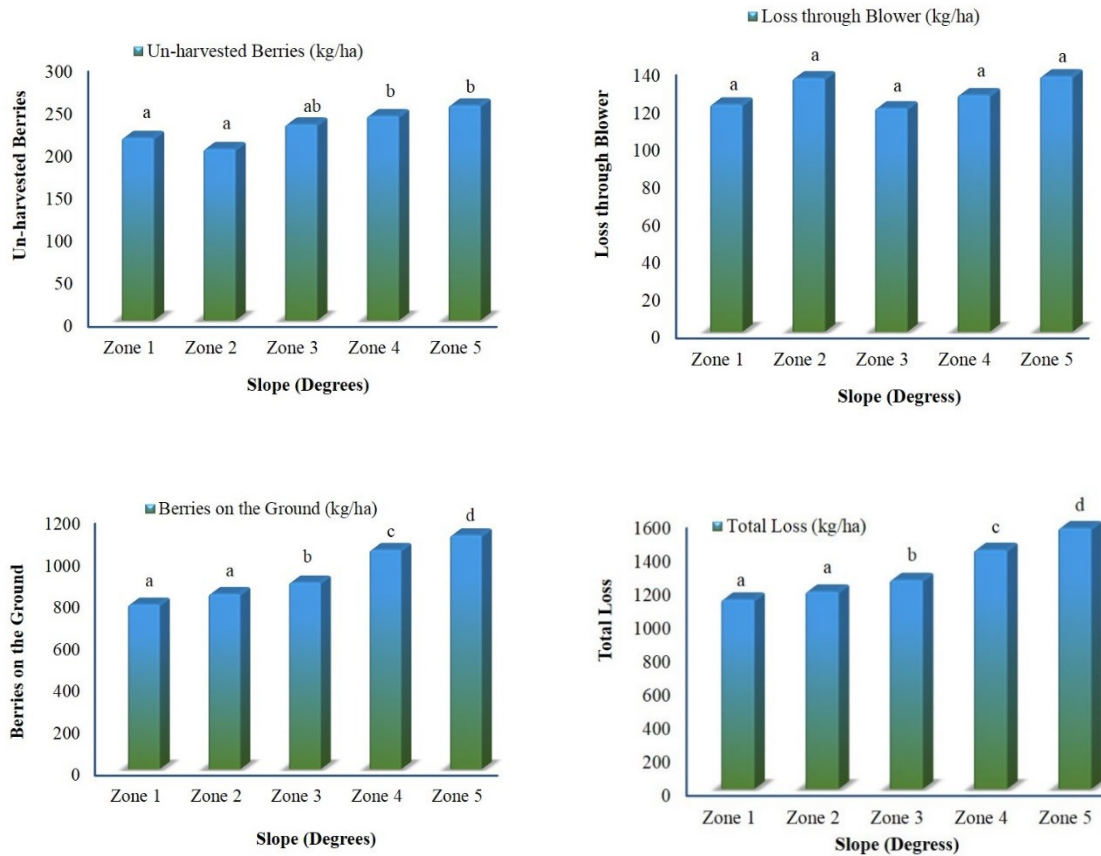 Un-harvested Berries (kg/ha)
Un-harvested Berries
300
250
200
150
100
50
0
a
a
ab
b
b
Zone 1 Zone 2 Zone 3 Zone 4 Zone 5
Slope (Degrees)
Loss through Blower (kg/ha)
Loss through Blower
140
120
100
80
60
40
20
0
a
a
a
a
a
Zone 1 Zone 2 Zone 3 Zone 4 Zone 5
Slope (Degress)
Berries on the Ground (kg/ha)
Berries on the Ground
1200
1000
800
600
400
200
0
a
a
b
c
d
Zone 1 Zone 2 Zone 3 Zone 4 Zone 5
Slope (Degrees)
Total Loss (kg/ha)
Total Loss
1600
1400
1200
1000
800
600
400
200
0
a
a
b
c
d
Zone 1 Zone 2 Zone 3 Zone 4 Zone 5
Slope (Degress)